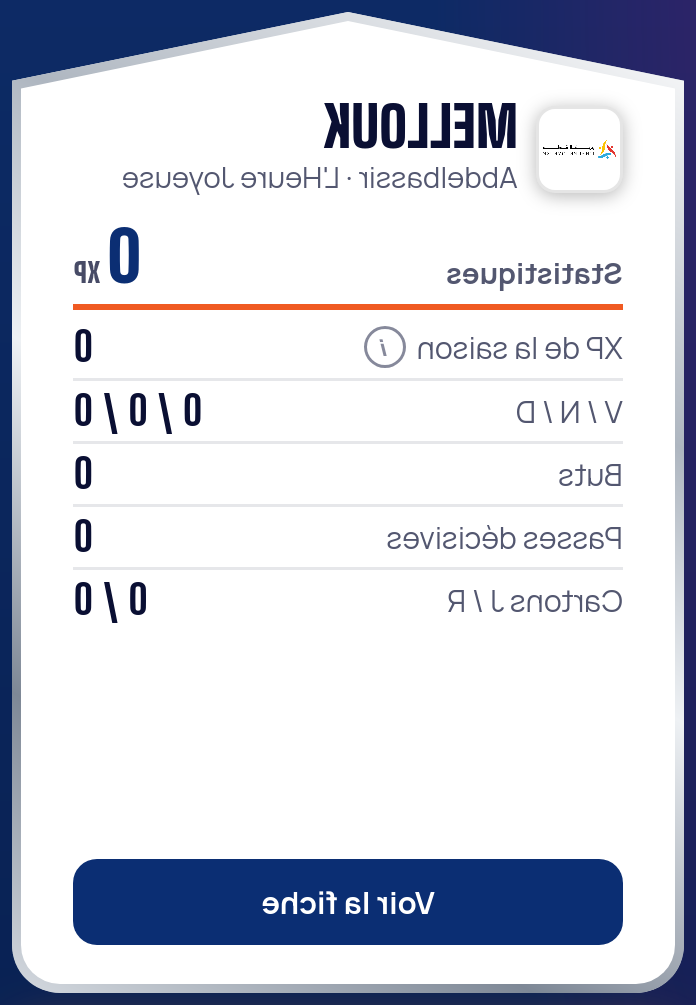 MELLOUK
Abdelbassir · L'Heure Joyeuse
Statistiques 0 XP
XP de la saison i 0
V / N / D 0 / 0 / 0
Buts 0
Passes décisives 0
Cartons J / R 0 / 0
Voir la fiche